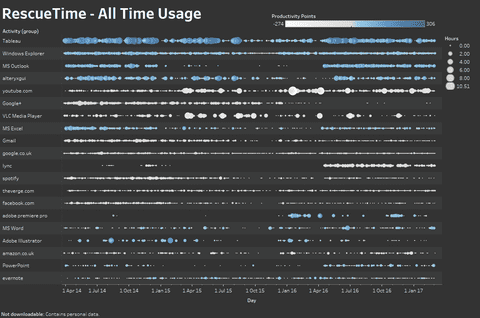 RescueTime - All Time Usage
Productivity Points
-274 306
Activity (group)
Hours
0.00
2.00
4.00
6.00
8.00
10.51
Tableau
Windows Explorer
MS Outlook
alteryxgui
youtube.com
Google+
VLC Media Player
MS Excel
Gmail
google.co.uk
lync
spotify
theverge.com
facebook.com
adobe premiere pro
MS Word
Adobe Illustrator
amazon.co.uk
PowerPoint
evernote
1 Apr 14 1 Jul 14 1 Oct 14 1 Jan 15 1 Apr 15 1 Jul 15 1 Oct 15 1 Jan 16 1 Apr 16 1 Jul 16 1 Oct 16 1 Jan 17
Day
Not downloadable: Contains personal data.